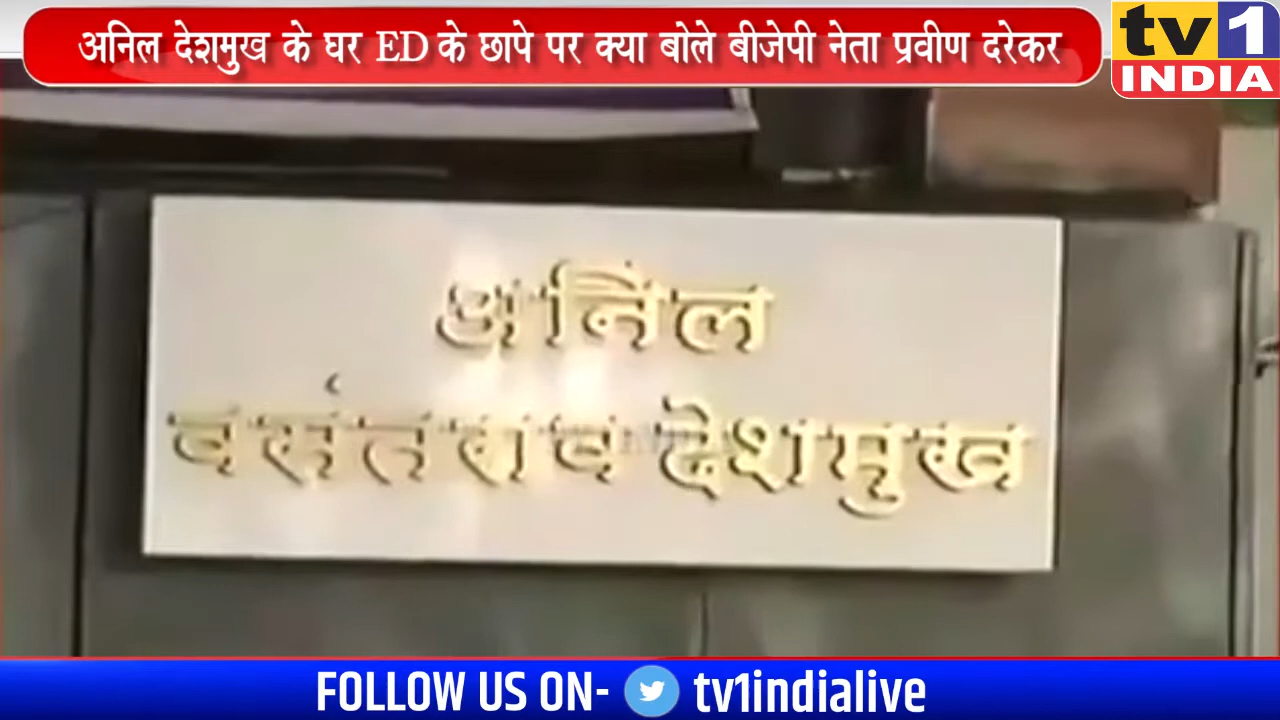 अनिल देशमुख के घर ED के छापे पर क्या बोले बीजेपी नेता प्रवीण दरेकर
tv1
INDIA
अनिल
वसंतराव देशमुख
FOLLOW US ON- tv1indialive